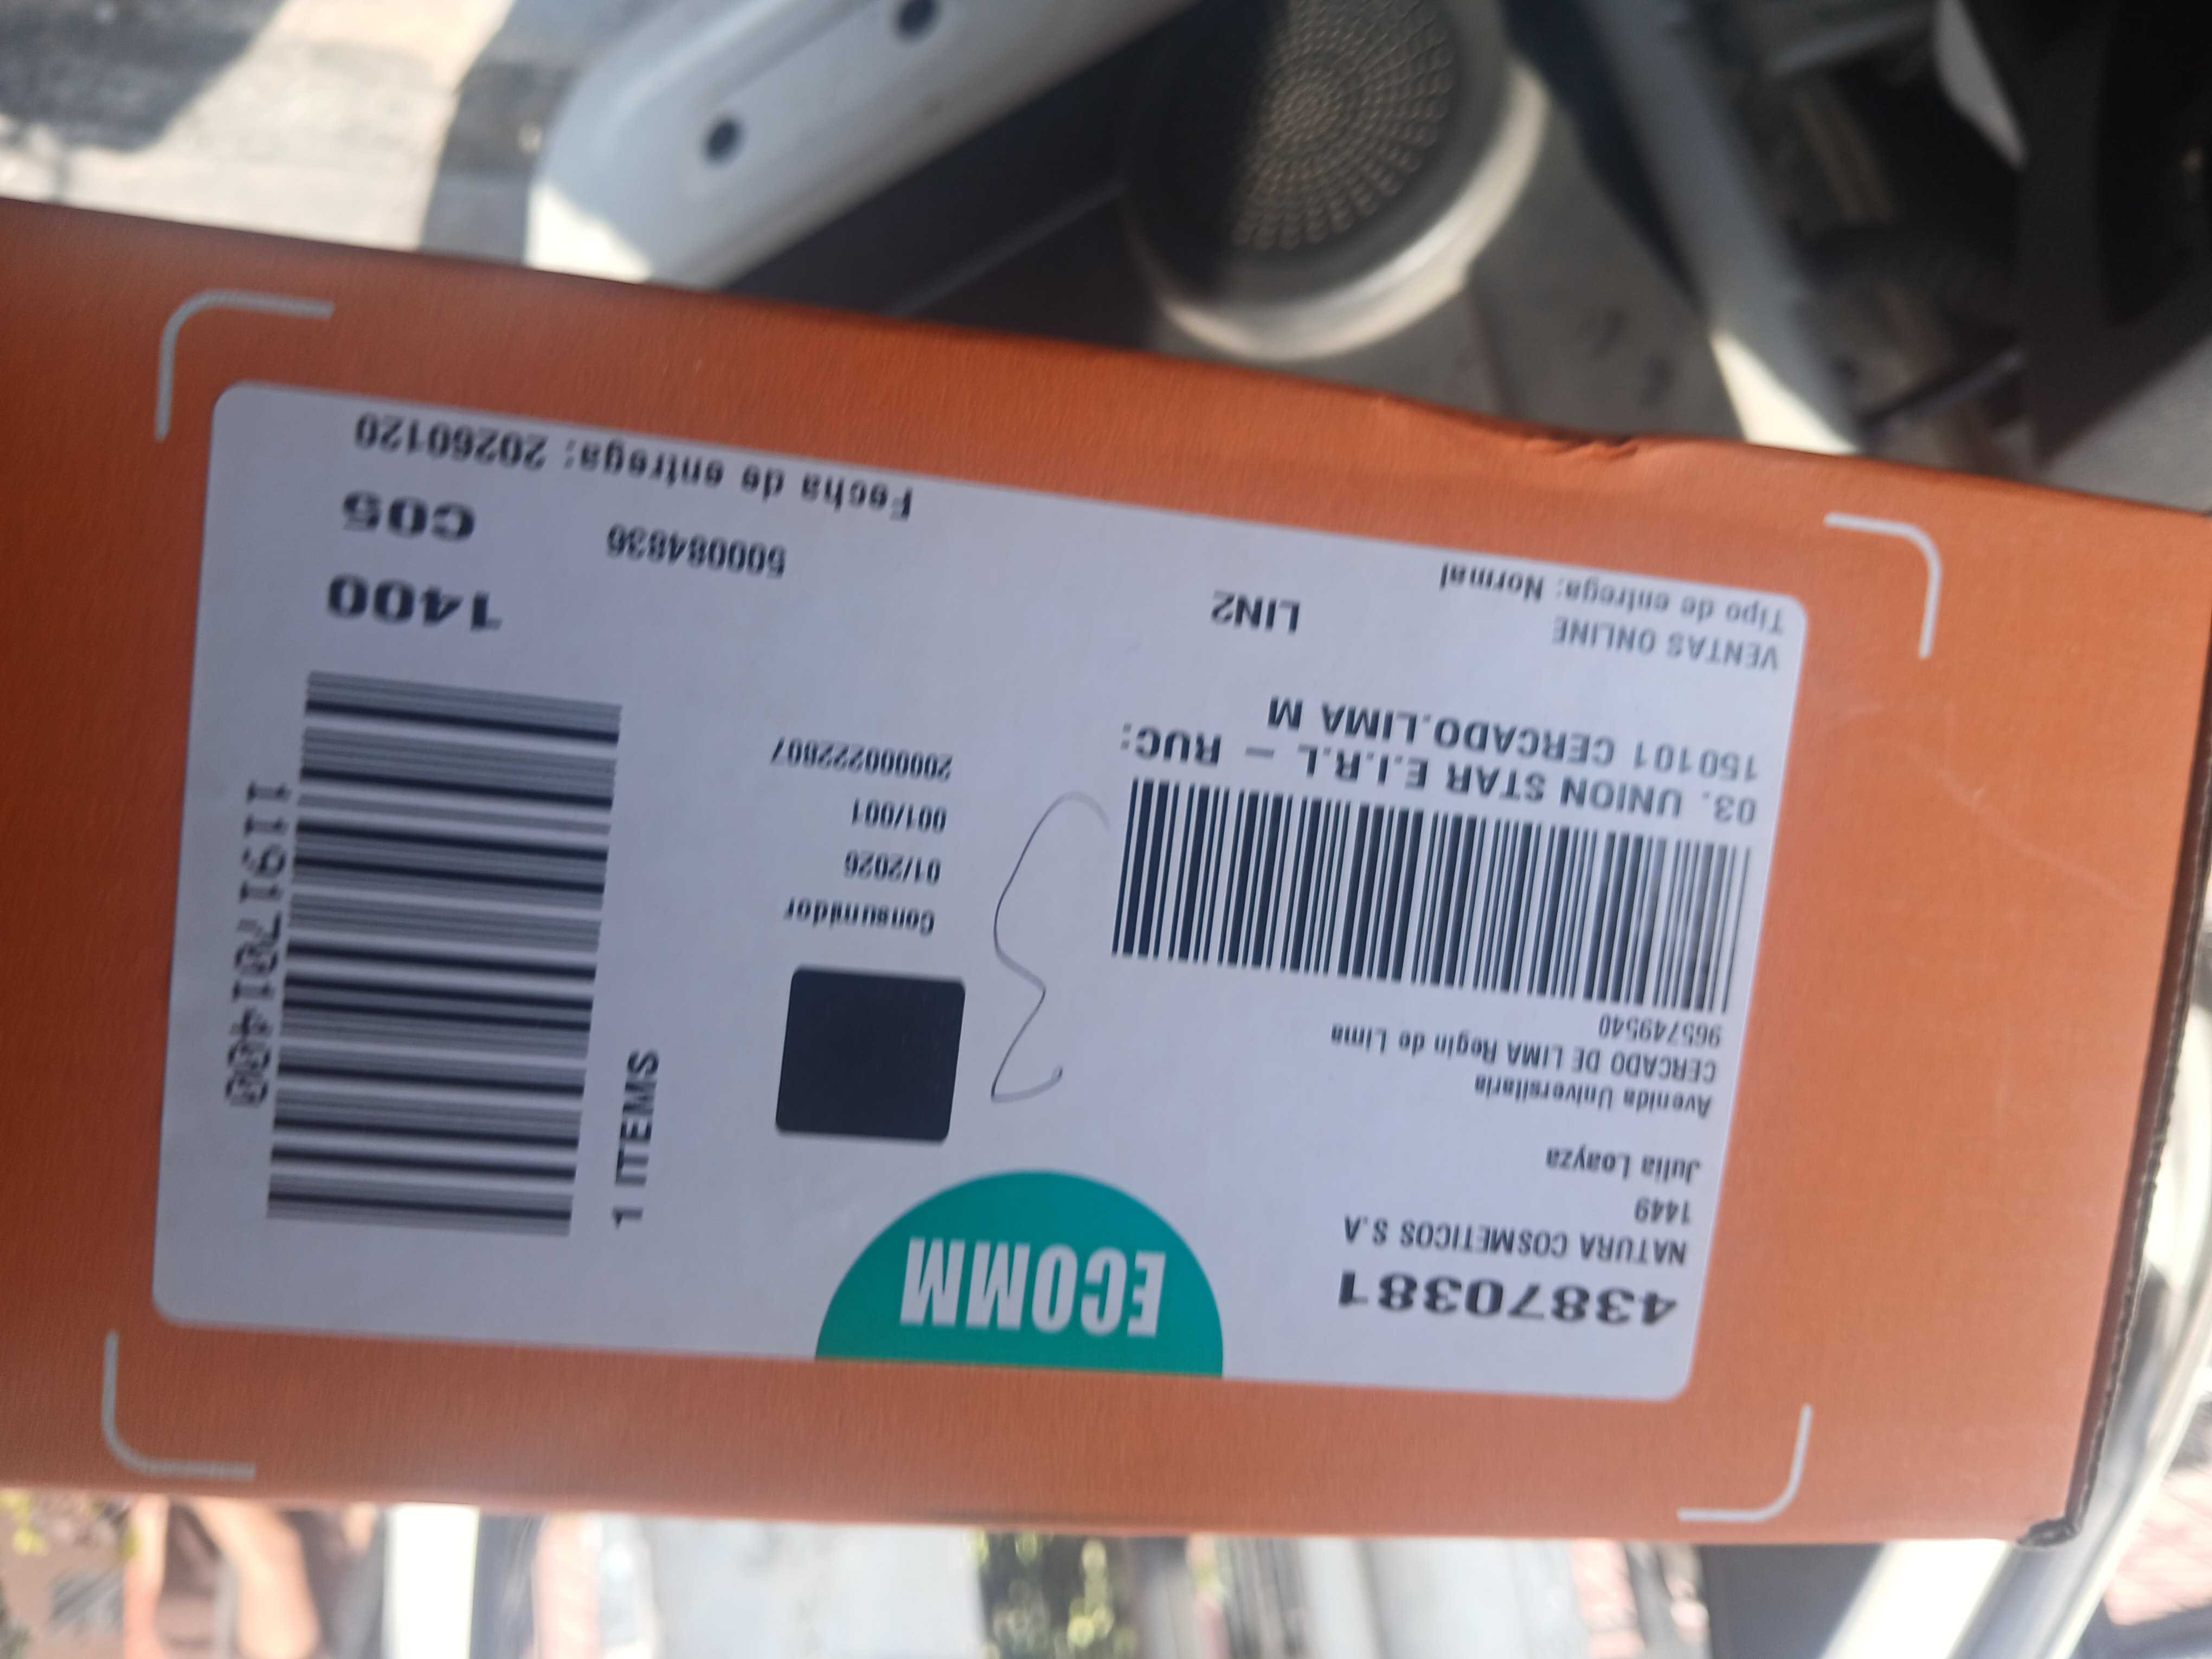 43870381
NATURA COSMETICOS S.A
1449
Julia Loayza
Avenida Universitaria
CERCADO DE LIMA Regin de Lima
965749540
03. UNION STAR E.I.R.L - RUC:
150101 CERCADO.LIMA M
VENTAS ONLINE
Tipo de entrega: Normal
LIN2
ECOMM
Consumidor
01/2026
001/001
20000222607
1 ITEMS
1191701400
1400
C05
500084836
Fecha de entrega: 20260120